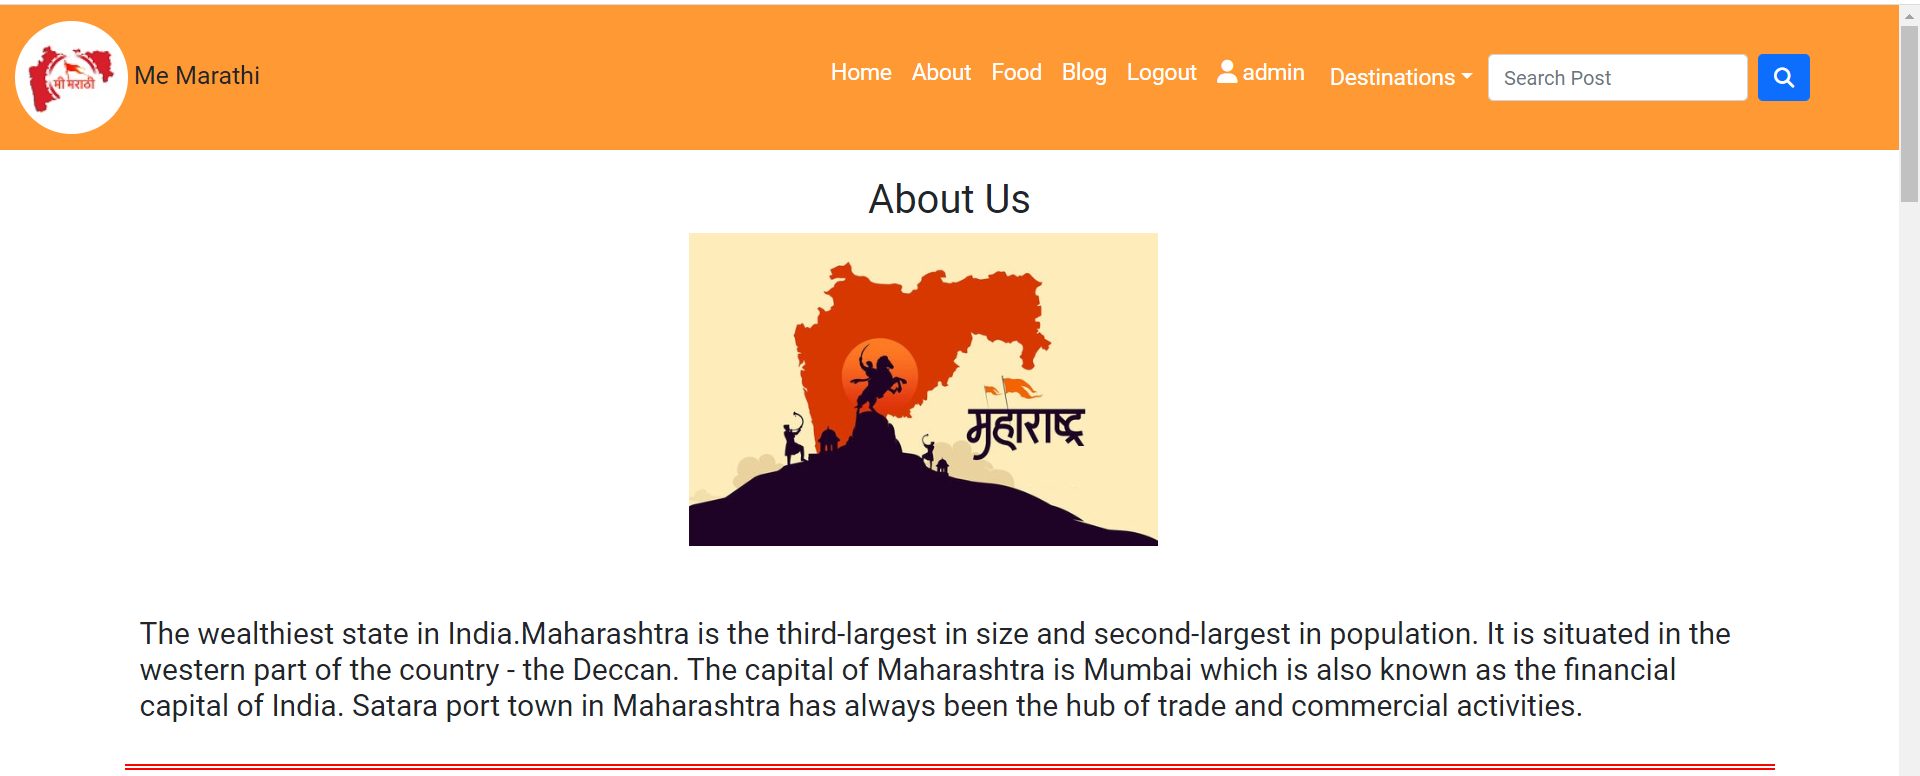 मी मराठी
Me Marathi
Home About Food Blog Logout admin Destinations Search Post
About Us
महाराष्ट्र
The wealthiest state in India.Maharashtra is the third-largest in size and second-largest in population. It is situated in the
western part of the country - the Deccan. The capital of Maharashtra is Mumbai which is also known as the financial
capital of India. Satara port town in Maharashtra has always been the hub of trade and commercial activities.